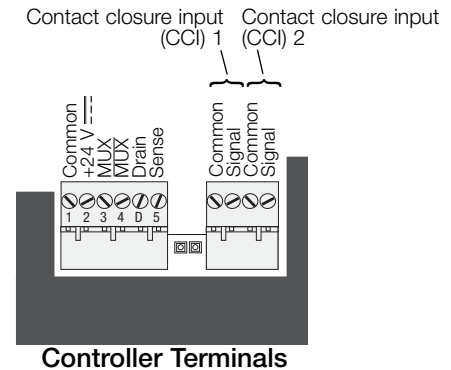 Contact closure input (CCI) 1
Contact closure input (CCI) 2
Common
+24 V
MUX
MUX
Drain
Sense
Common
Signal
Common
Signal
1 2 3 4 D 5
Controller Terminals